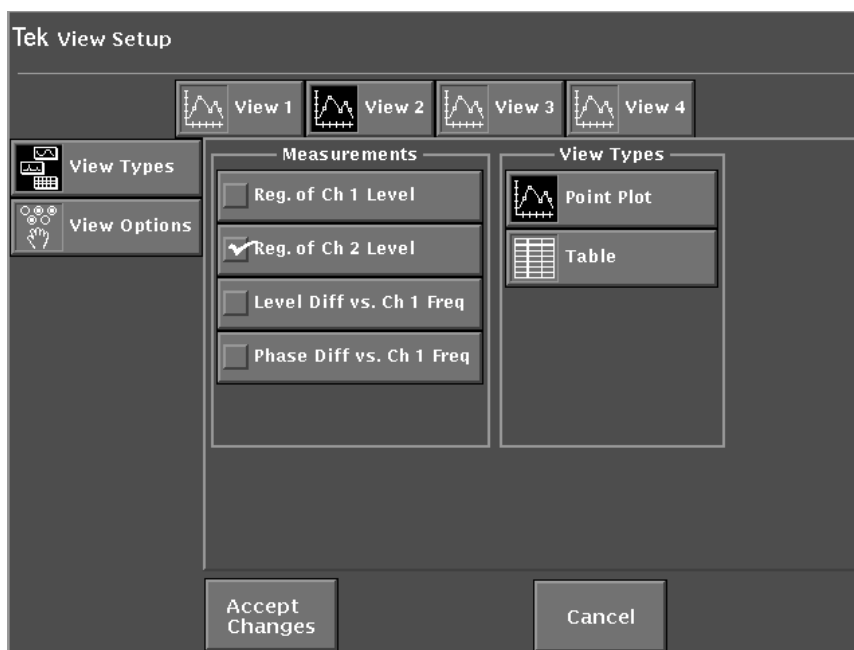 Tek View Setup
View 1
View 2
View 3
View 4
View Types
View Options
Measurements
Reg. of Ch 1 Level
Reg. of Ch 2 Level
Level Diff vs. Ch 1 Freq
Phase Diff vs. Ch 1 Freq
View Types
Point Plot
Table
Accept
Changes
Cancel